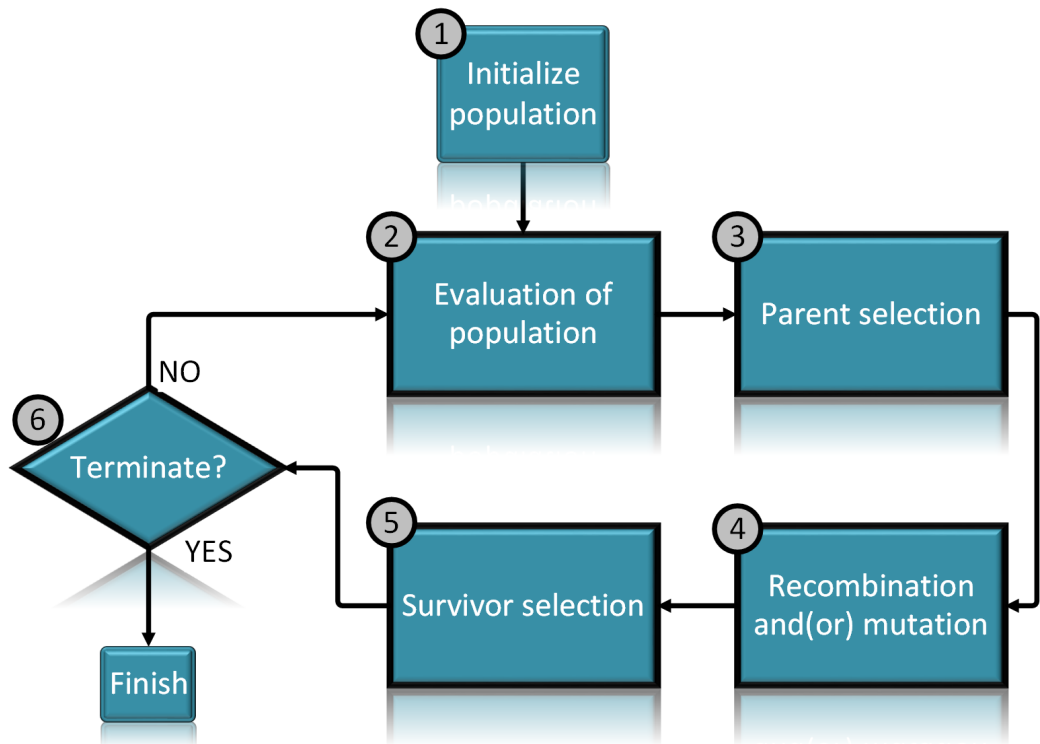 1
Initialize
population
2
Evaluation of
population
3
Parent selection
NO
6
Terminate?
YES
5
Survivor selection
4
Recombination
and(or) mutation
Finish